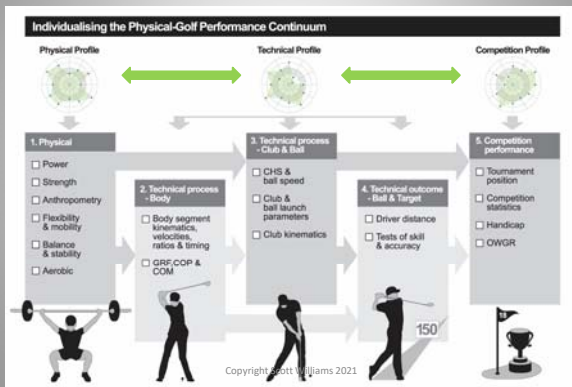 Individualising the Physical-Golf Performance Continuum
Physical Profile
Technical Profile
Competition Profile
1. Physical
Power
Strength
Anthropometry
Flexibility
& mobility
Balance
& stability
Aerobic
2. Technical process
- Body
Body segment
kinematics,
velocities,
ratios & timing
GRF,COP &
COM
3. Technical process
- Club & Ball
CHS &
ball speed
Club &
ball launch
parameters
Club kinematics
4. Technical outcome
- Ball & Target
Driver distance
Tests of skill
& accuracy
5. Competition
performance
Tournament
position
Competition
statistics
Handicap
OWGR
150
18
Copyright Scott Williams 2021